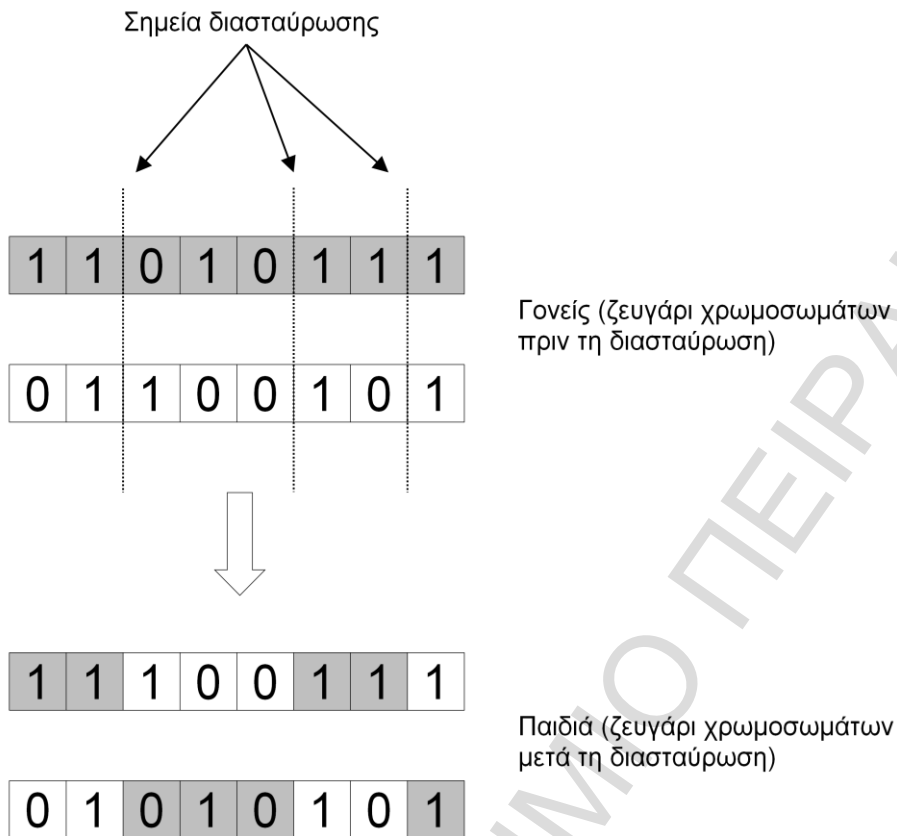 Σημεία διασταύρωσης
1 1 0 1 0 1 1 1
Γονείς (ζευγάρι χρωμοσωμάτων
πριν τη διασταύρωση)
0 1 1 0 0 1 0 1
1 1 1 0 0 1 1 1
Παιδιά (ζευγάρι χρωμοσωμάτων
μετά τη διασταύρωση)
0 1 0 1 0 1 0 1